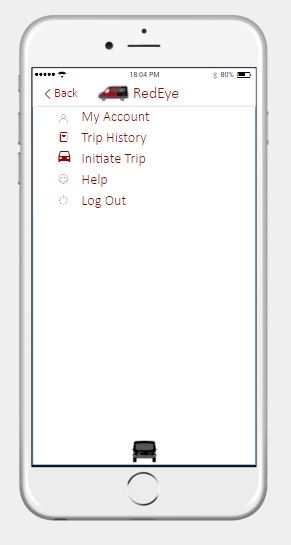 18:04 PM 80%
Back RedEye
My Account
Trip History
Initiate Trip
Help
Log Out